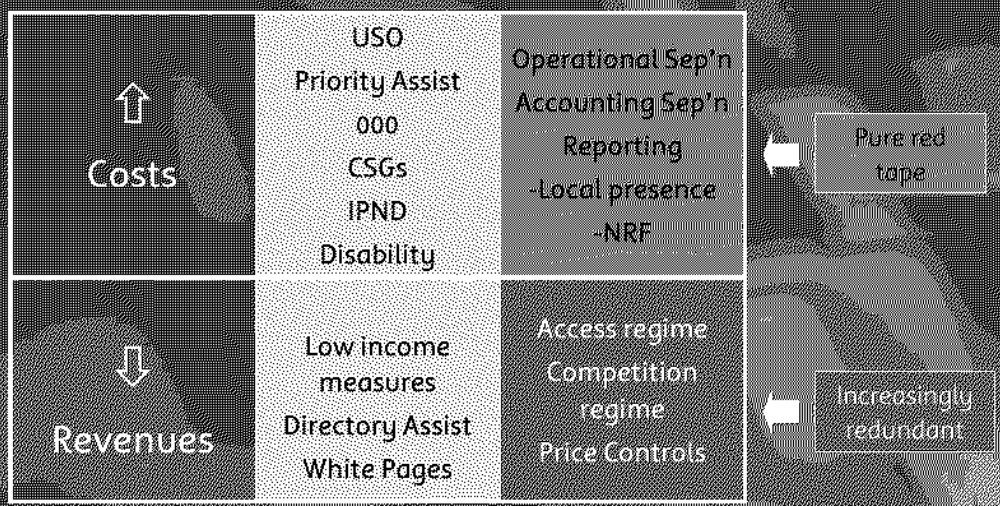 Costs
USO
Priority Assist
000
CSGs
IPND
Disability
Operational Sep'n
Accounting Sep'n
Reporting
-Local presence
-NRF
Pure red
tape
Revenues
Low income
measures
Directory Assist
White Pages
Access regime
Competition
regime
Price Controls
Increasingly
redundant